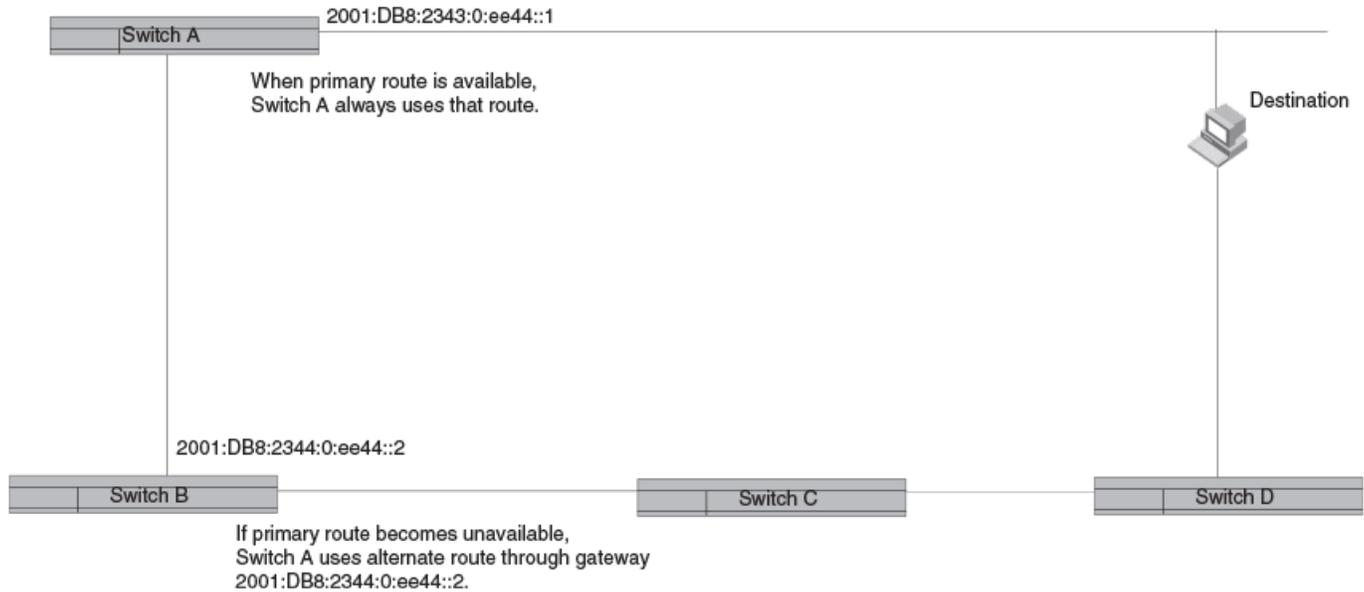 2001:DB8:2343:0:ee44::1
Switch A
When primary route is available,
Switch A always uses that route.
Destination
2001:DB8:2344:0:ee44::2
Switch B
Switch C
Switch D
If primary route becomes unavailable,
Switch A uses alternate route through gateway
2001:DB8:2344:0:ee44::2.